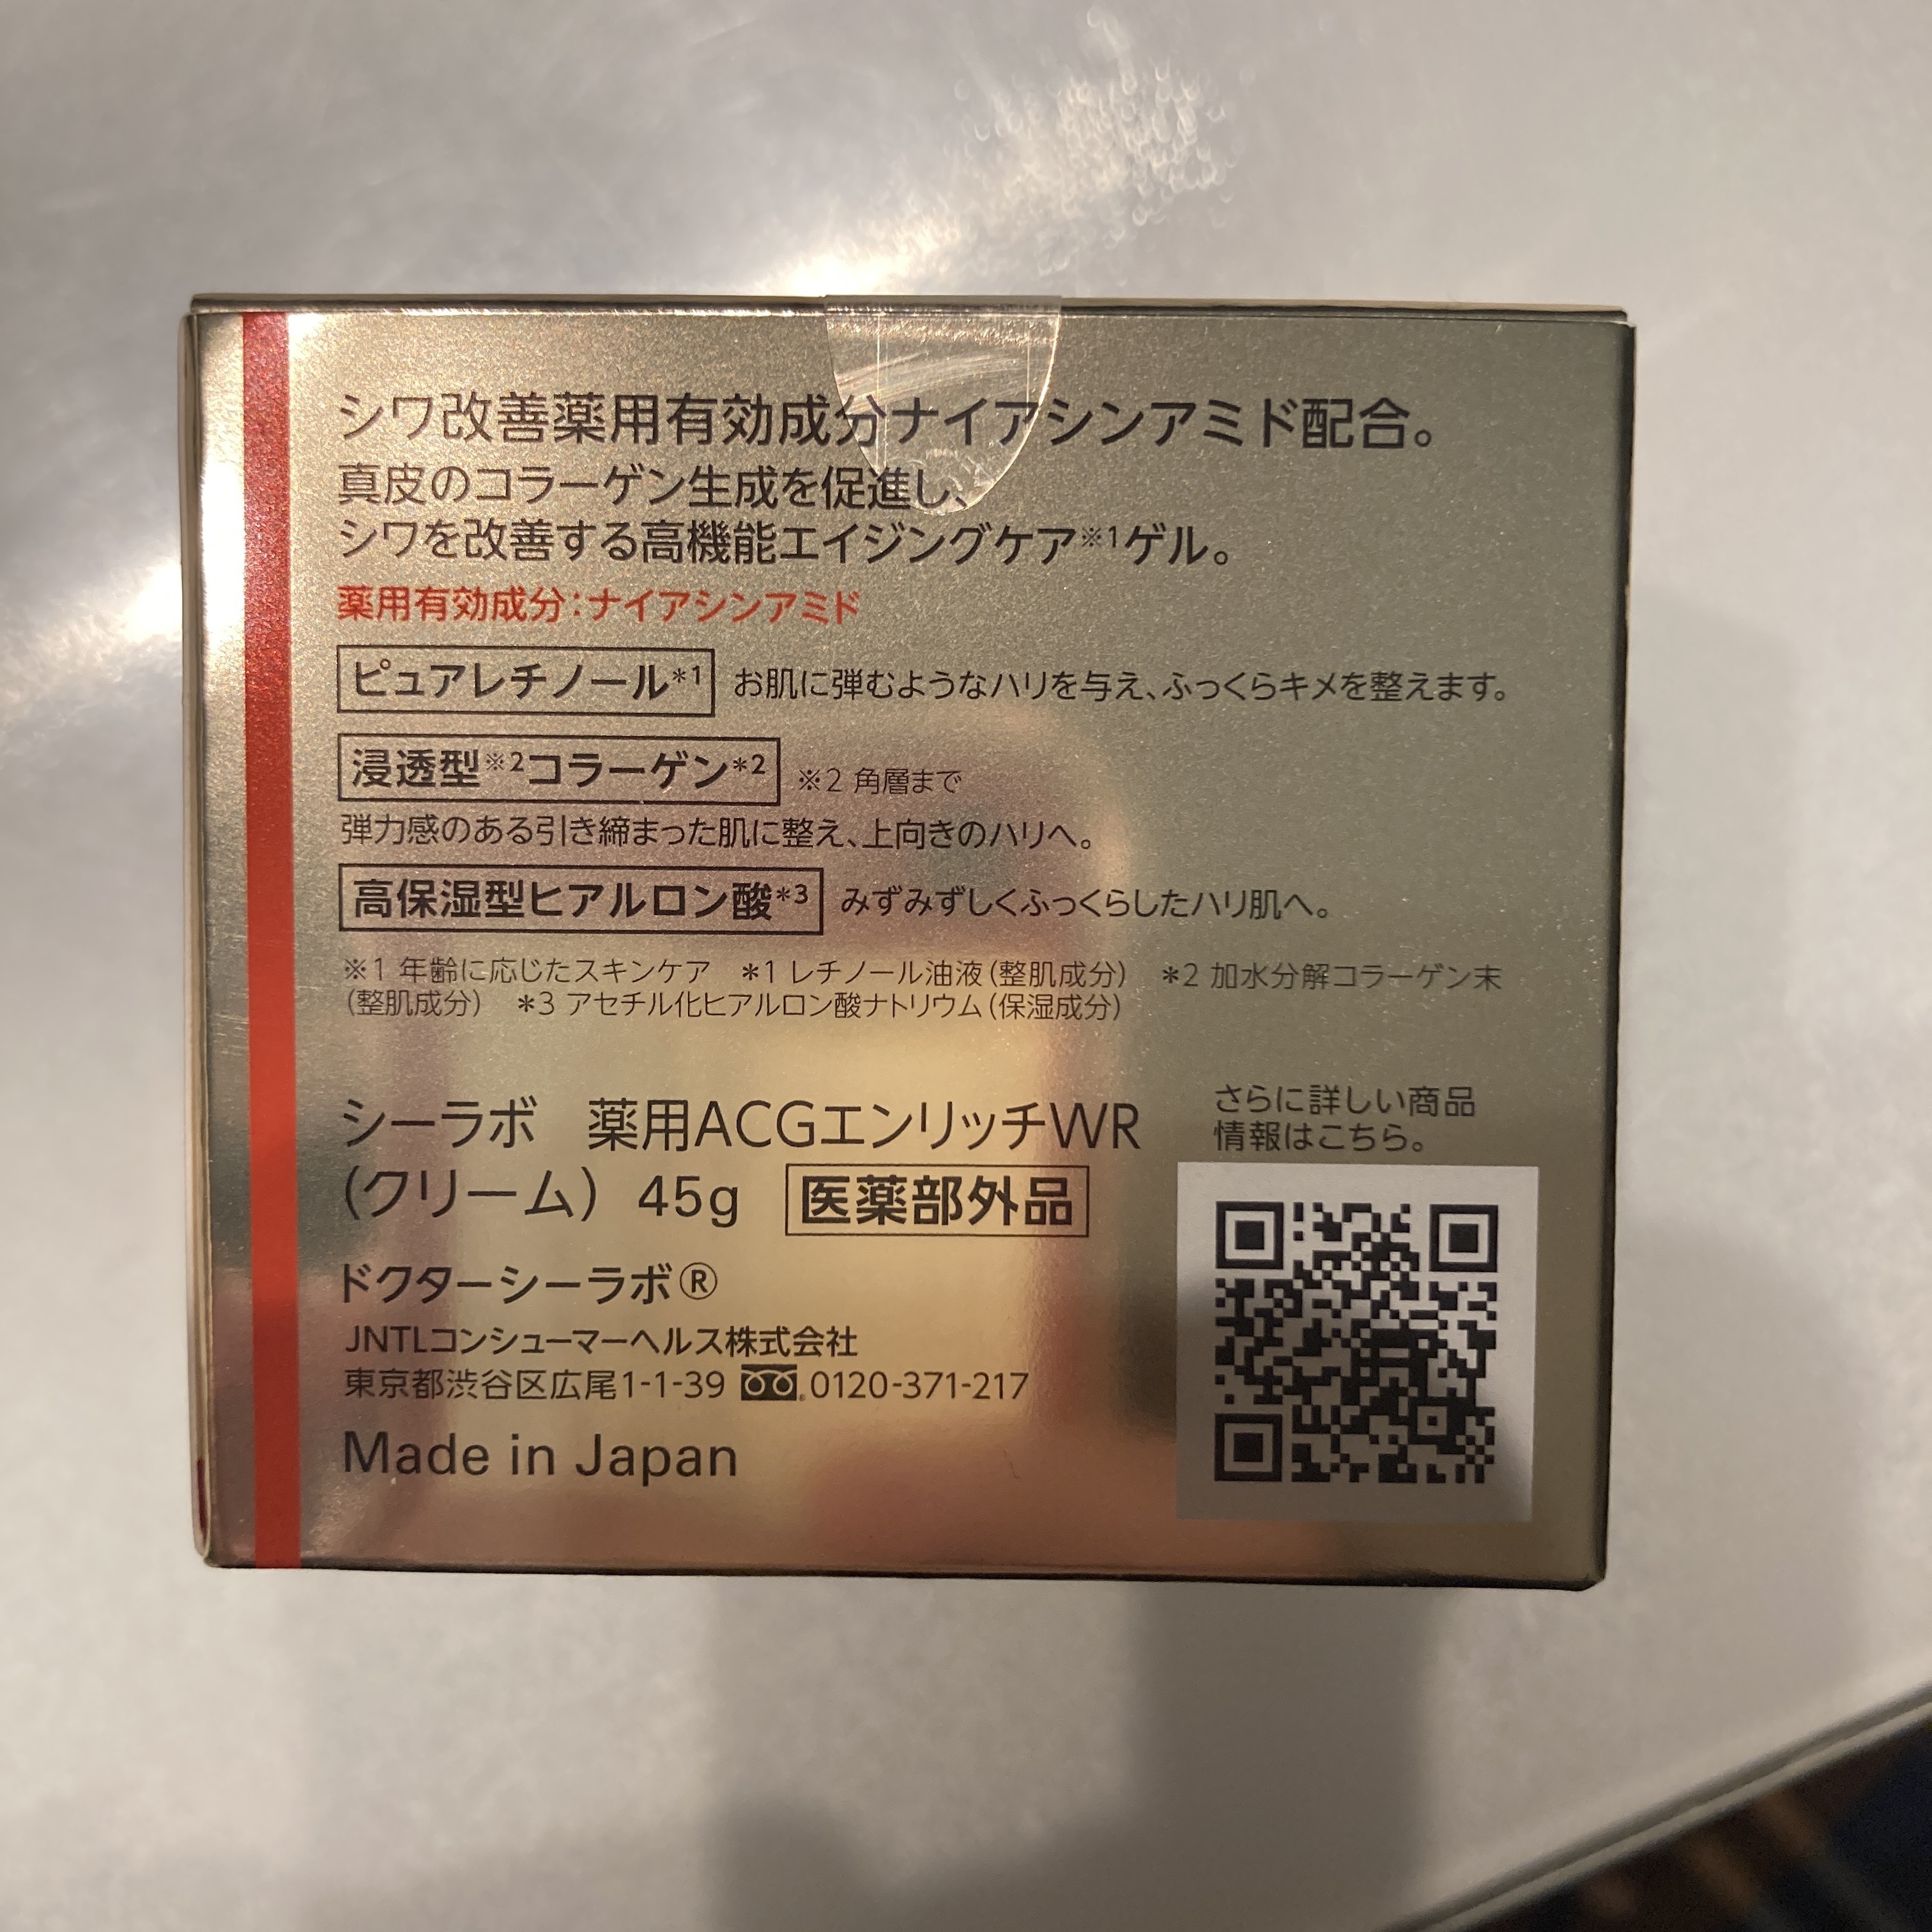 シワ改善薬用有効成分ナイアシンアミド配合。
真皮のコラーゲン生成を促進し、
シワを改善する高機能エイジングケア※1ゲル。
薬用有効成分：ナイアシンアミド
ピュアレチノール*1 お肌に弾むようなハリを与え、ふっくらキメを整えます。
浸透型※2コラーゲン*2 ※2 角層まで
弾力感のある引き締まった肌に整え、上向きのハリへ。
高保湿型ヒアルロン酸*3 みずみずしくふっくらしたハリ肌へ。
※1 年齢に応じたスキンケア *1 レチノール油液（整肌成分） *2 加水分解コラーゲン末
（整肌成分） *3 アセチル化ヒアルロン酸ナトリウム（保湿成分）
シーラボ 薬用ACGエンリッチWR
（クリーム）45g 医薬部外品
ドクターシーラボ®
JNTLコンシューマーヘルス株式会社
東京都渋谷区広尾1-1-39 0120-371-217
Made in Japan
さらに詳しい商品
情報はこちら。